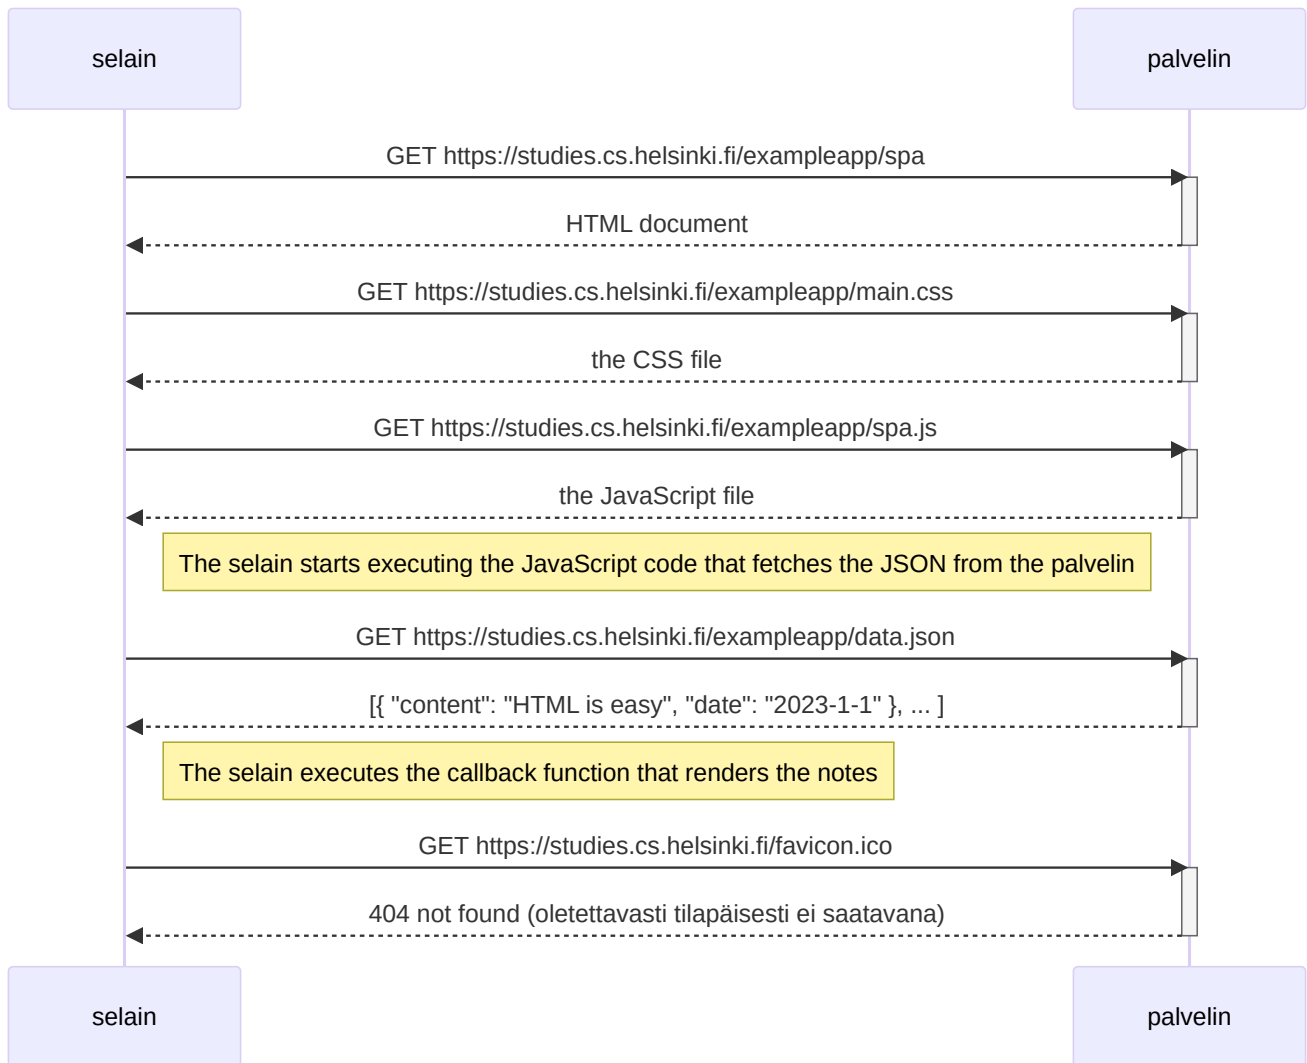 selain
palvelin
GET https://studies.cs.helsinki.fi/exampleapp/spa
HTML document
GET https://studies.cs.helsinki.fi/exampleapp/main.css
the CSS file
GET https://studies.cs.helsinki.fi/exampleapp/spa.js
the JavaScript file
The selain starts executing the JavaScript code that fetches the JSON from the palvelin
GET https://studies.cs.helsinki.fi/exampleapp/data.json
[{ "content": "HTML is easy", "date": "2023-1-1" }, ... ]
The selain executes the callback function that renders the notes
GET https://studies.cs.helsinki.fi/favicon.ico
404 not found (oletettavasti tilapäisesti ei saatavana)
selain
palvelin